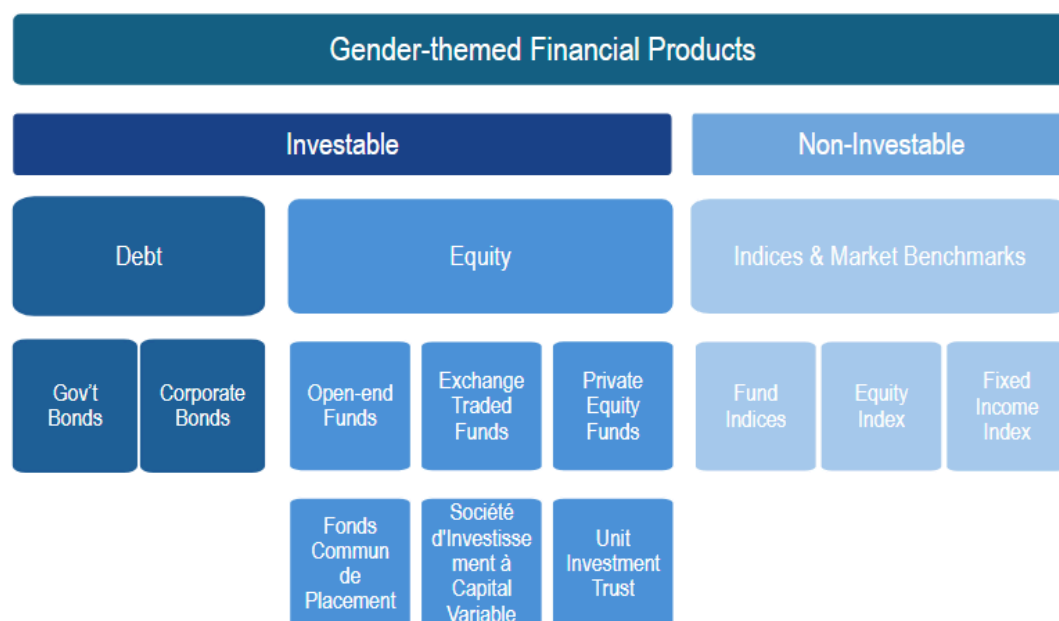 Gender-themed Financial Products
Investable
Non-Investable
Debt
Equity
Indices & Market Benchmarks
Gov't
Bonds
Corporate
Bonds
Open-end
Funds
Exchange
Traded
Funds
Private
Equity
Funds
Fund
Indices
Equity
Index
Fixed
Income
Index
Fonds
Commun
de
Placement
Société
d'Investisse
ment à
Capital
Variable
Unit
Investment
Trust